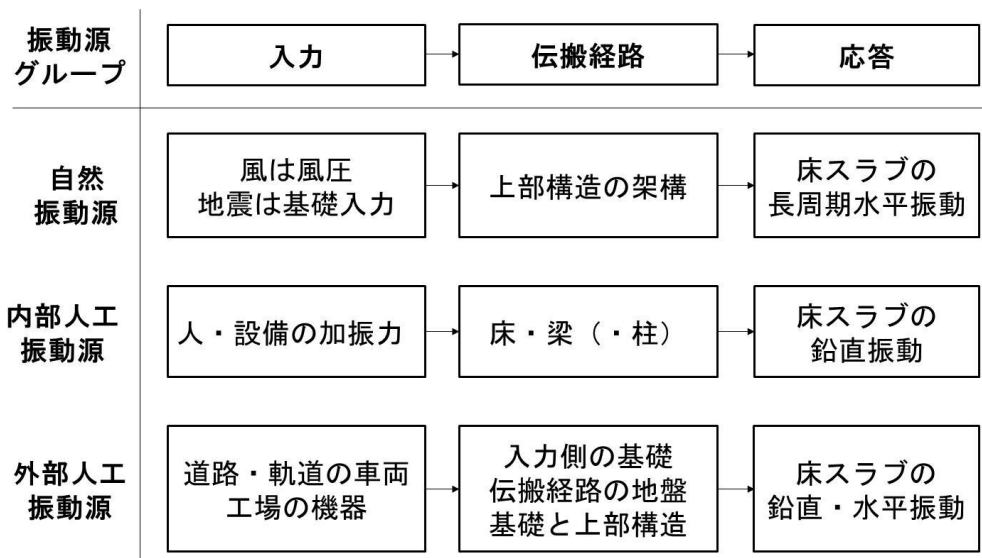 振動源
グループ
入力
伝搬経路
応答
自然
振動源
風は風圧
地震は基礎入力
上部構造の架構
床スラブの
長周期水平振動
内部人工
振動源
人・設備の加振力
床・梁（・柱）
床スラブの
鉛直振動
外部人工
振動源
道路・軌道の車両
工場の機器
入力側の基礎
伝搬経路の地盤
基礎と上部構造
床スラブの
鉛直・水平振動